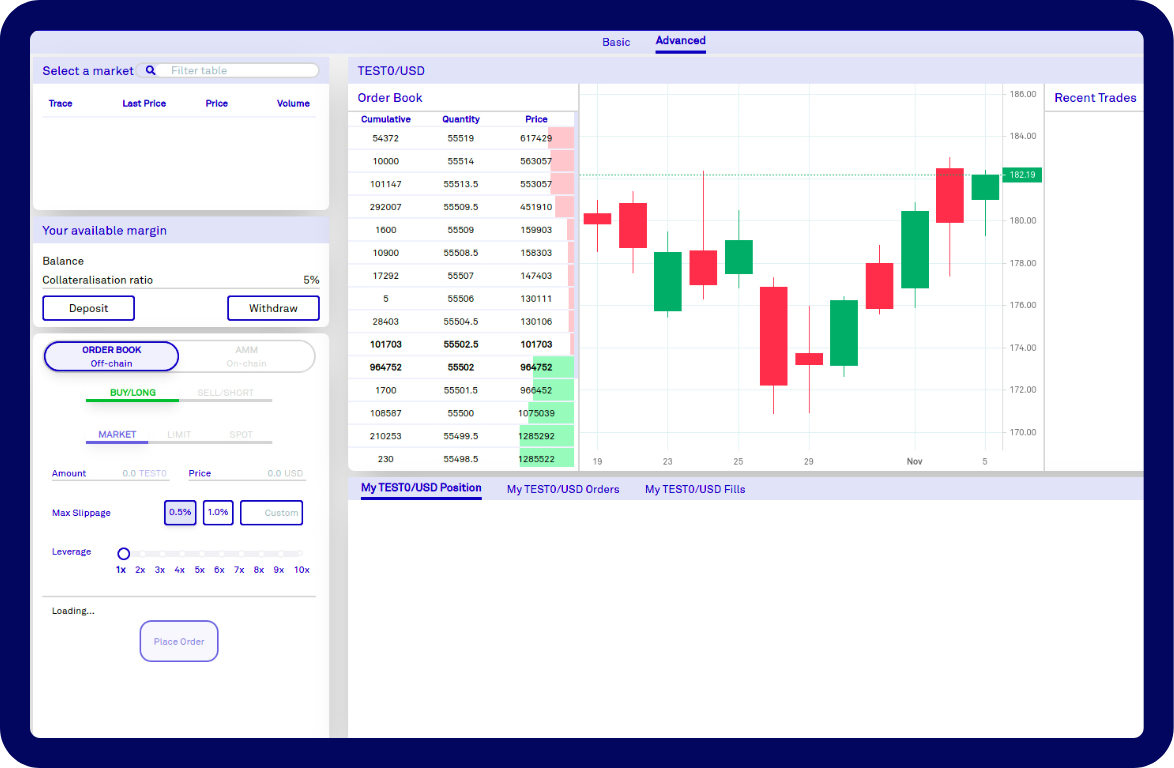 Basic Advanced
Select a market Filter table
Trace Last Price Price Volume
Your available margin
Balance
Collateralisation ratio 5%
Deposit Withdraw
ORDER BOOK AMM
Off-chain On-chain
BUY/LONG SELL/SHORT
MARKET LIMIT SPOT
Amount 0.0 TEST0 Price 0.0 USD
Max Slippage 0.5% 1.0% Custom
Leverage
1x 2x 3x 4x 5x 6x 7x 8x 9x 10x
Loading...
Place Order
TEST0/USD
Order Book
Cumulative Quantity Price
54372 55519 617429
10000 55514 563057
101147 55513.5 553057
292007 55509.5 451910
1600 55509 159903
10900 55508.5 158303
17292 55507 147403
5 55506 130111
28403 55504.5 130106
101703 55502.5 101703
964752 55502 964752
1700 55501.5 966452
108587 55500 1075039
210253 55499.5 1285292
230 55498.5 1285522
186.00
184.00
182.19
180.00
178.00
176.00
174.00
172.00
170.00
19 23 25 29 Nov 5
Recent Trades
My TEST0/USD Position My TEST0/USD Orders My TEST0/USD Fills